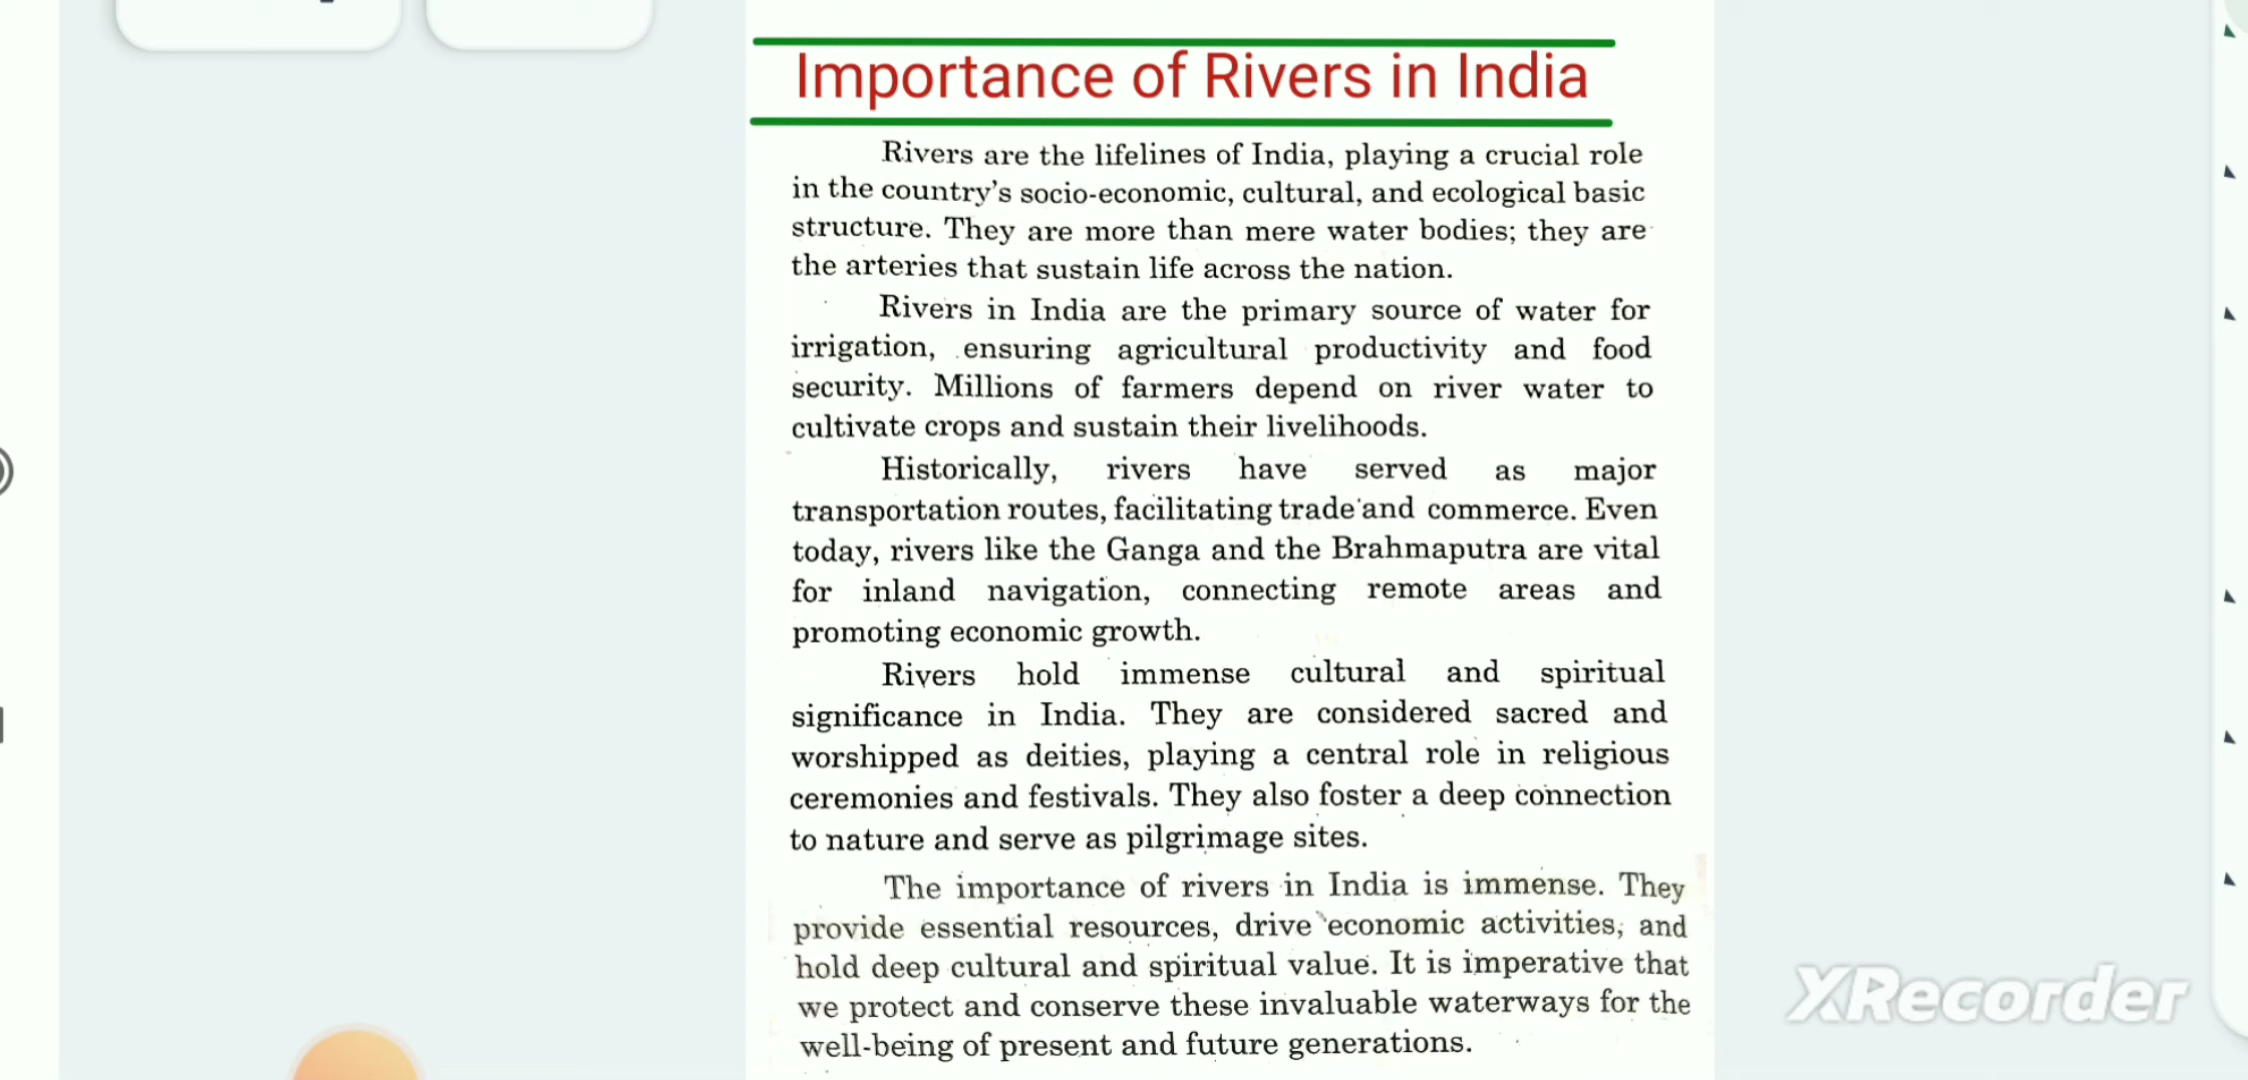 Importance of Rivers in India
Rivers are the lifelines of India, playing a crucial role
in the country's socio-economic, cultural, and ecological basic
structure. They are more than mere water bodies; they are
the arteries that sustain life across the nation.
Rivers in India are the primary source of water for
irrigation, ensuring agricultural productivity and food
security. Millions of farmers depend on river water to
cultivate crops and sustain their livelihoods.
Historically, rivers have served as major
transportation routes, facilitating trade and commerce. Even
today, rivers like the Ganga and the Brahmaputra are vital
for inland navigation, connecting remote areas and
promoting economic growth.
Rivers hold immense cultural and spiritual
significance in India. They are considered sacred and
worshipped as deities, playing a central role in religious
ceremonies and festivals. They also foster a deep connection
to nature and serve as pilgrimage sites.
The importance of rivers in India is immense. They
provide essential resources, drive economic activities, and
hold deep cultural and spiritual value. It is imperative that
we protect and conserve these invaluable waterways for the
well-being of present and future generations.
XRecorder